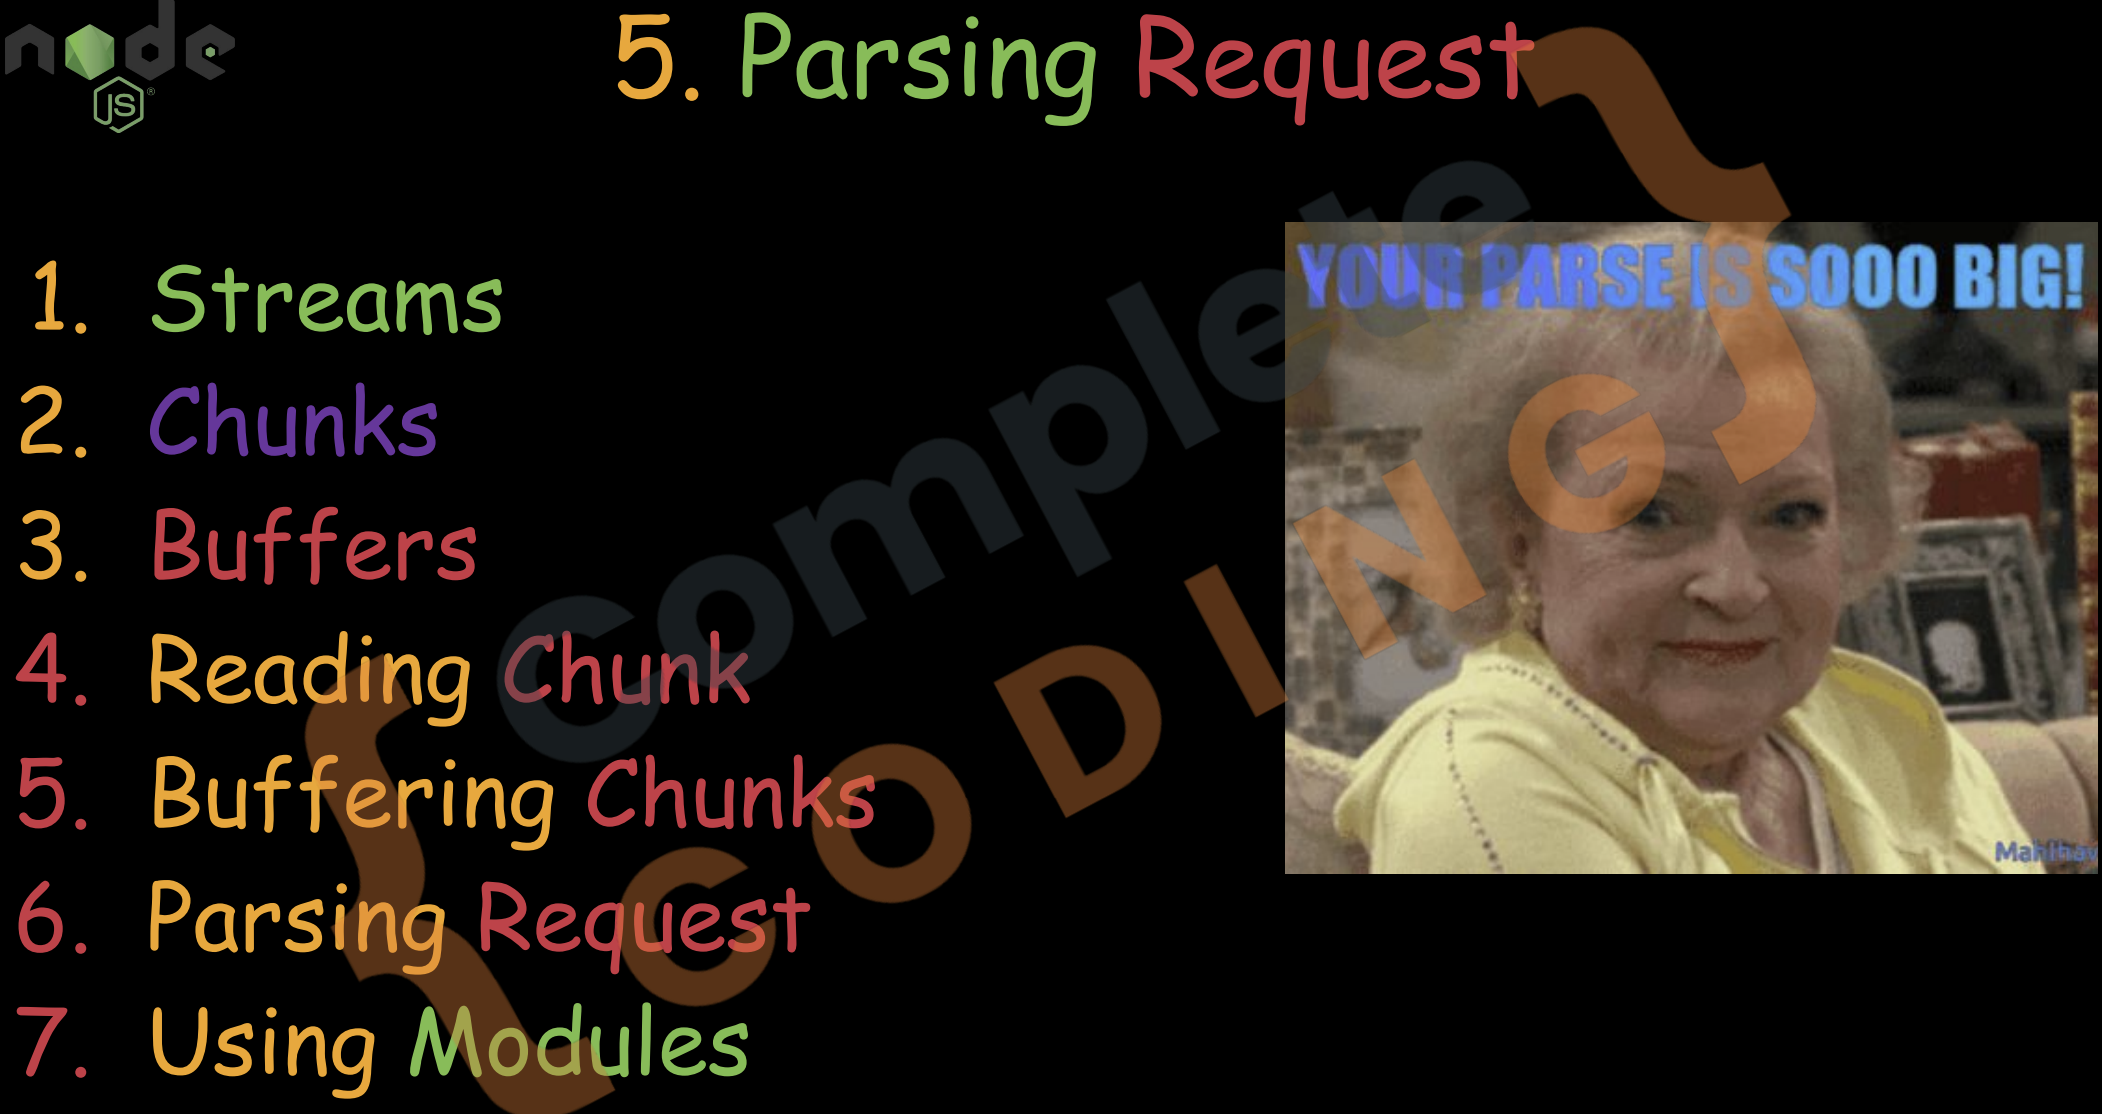 node
JS ®
5. Parsing Request
1. Streams
2. Chunks
3. Buffers
4. Reading Chunk
5. Buffering Chunks
6. Parsing Request
7. Using Modules
YOUR PARSE IS SOOO BIG!
{ Complete
CODING }